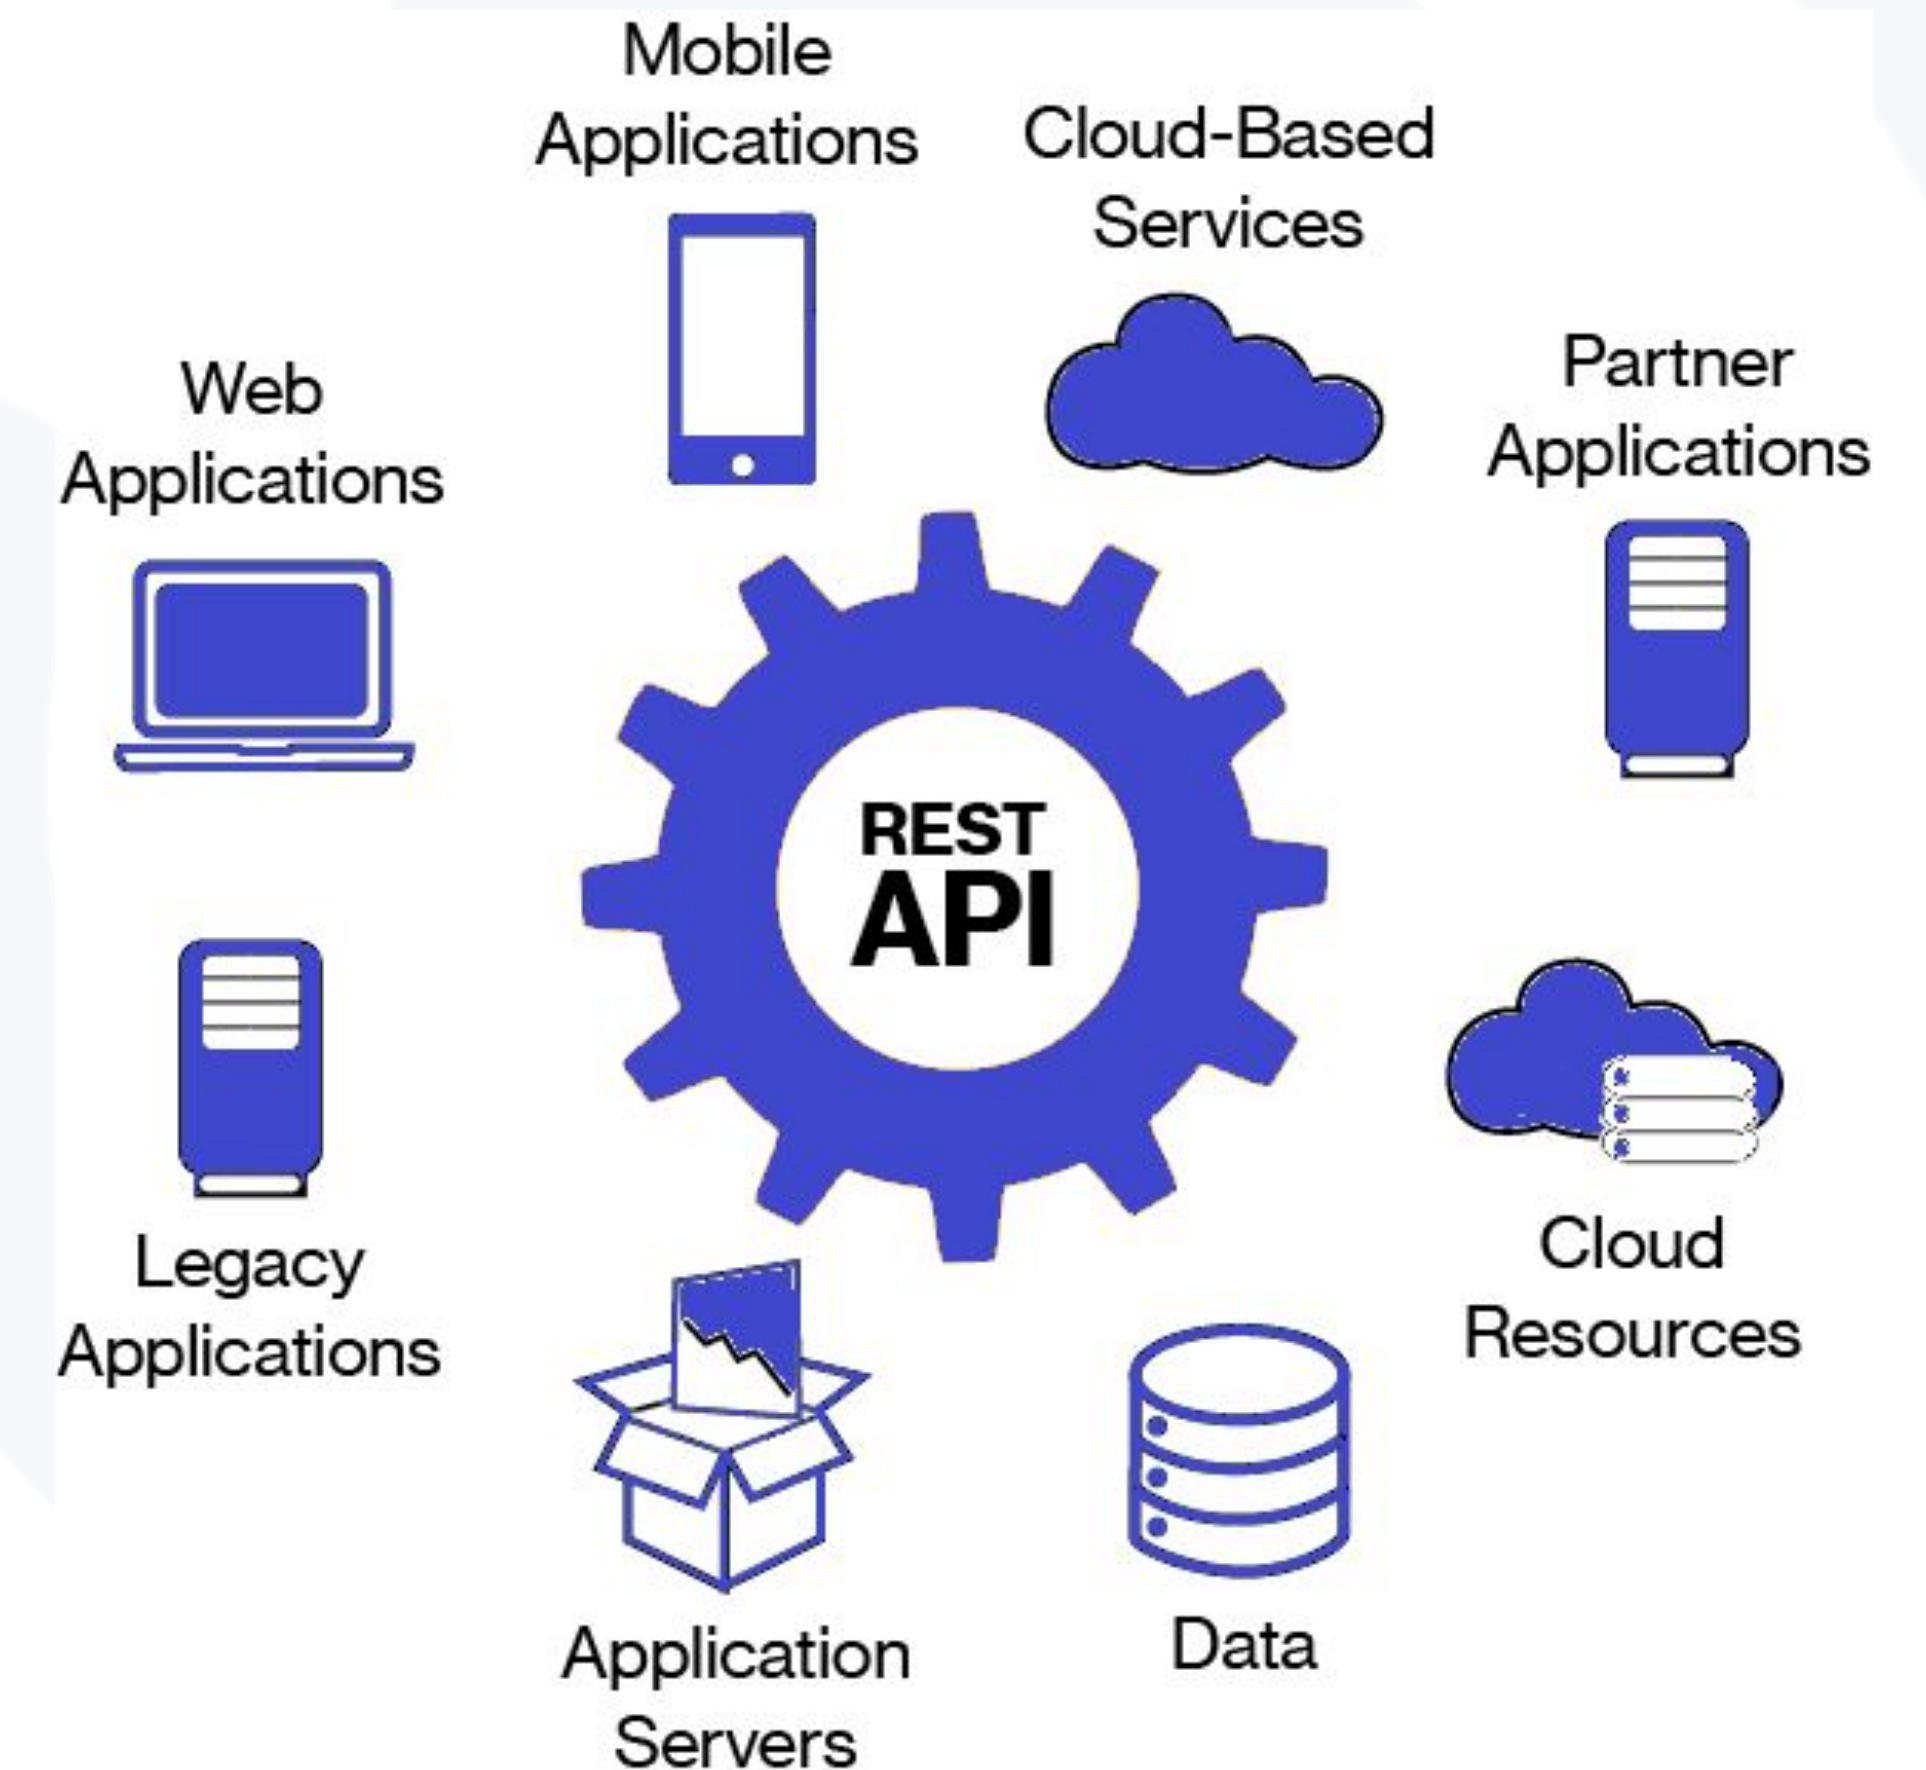 Mobile
Applications
Cloud-Based
Services
Web
Applications
Partner
Applications
REST
API
Legacy
Applications
Cloud
Resources
Application
Servers
Data